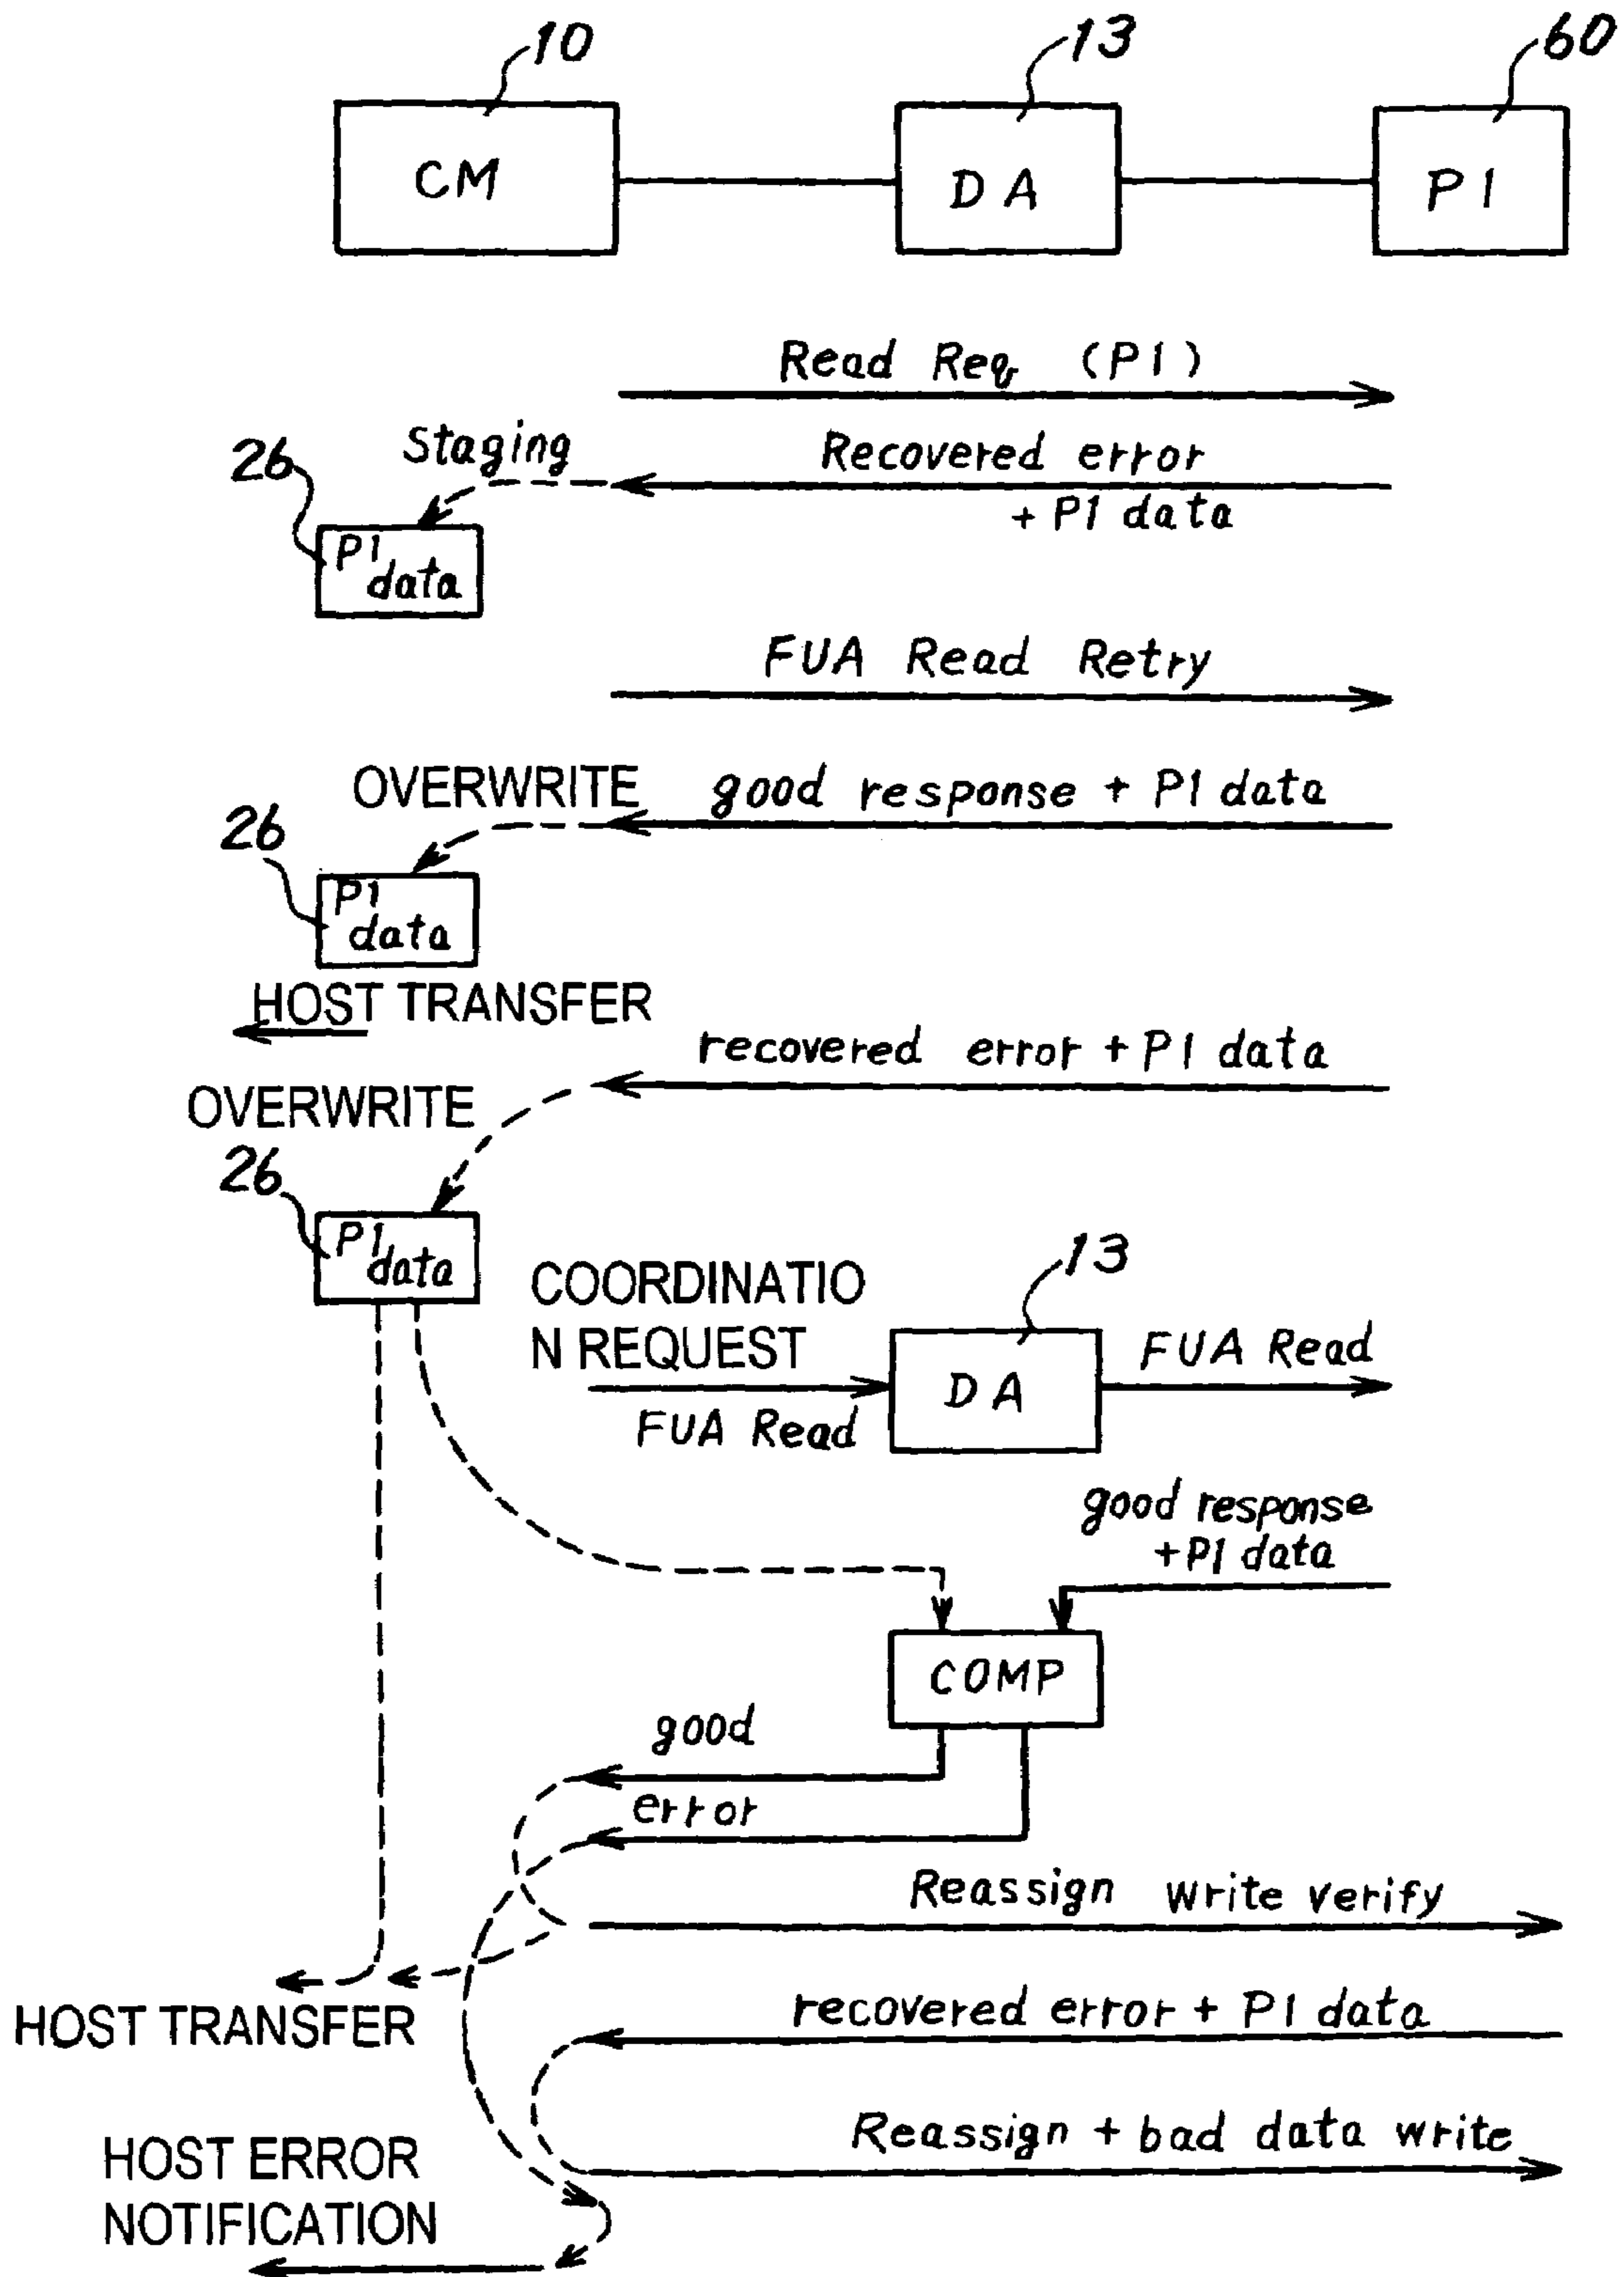 10
13
60
CM
DA
P1
Read Req (P1)
Staging
Recovered error
+ P1 data
26
P1
data
FUA Read Retry
OVERWRITE
good response + P1 data
26
P1
data
HOST TRANSFER
recovered error + P1 data
OVERWRITE
26
P1
data
13
COORDINATIO
N REQUEST
FUA Read
DA
FUA Read
good response
+P1 data
COMP
good
error
Reassign write verify
HOST TRANSFER
recovered error + P1 data
Reassign + bad data write
HOST ERROR
NOTIFICATION